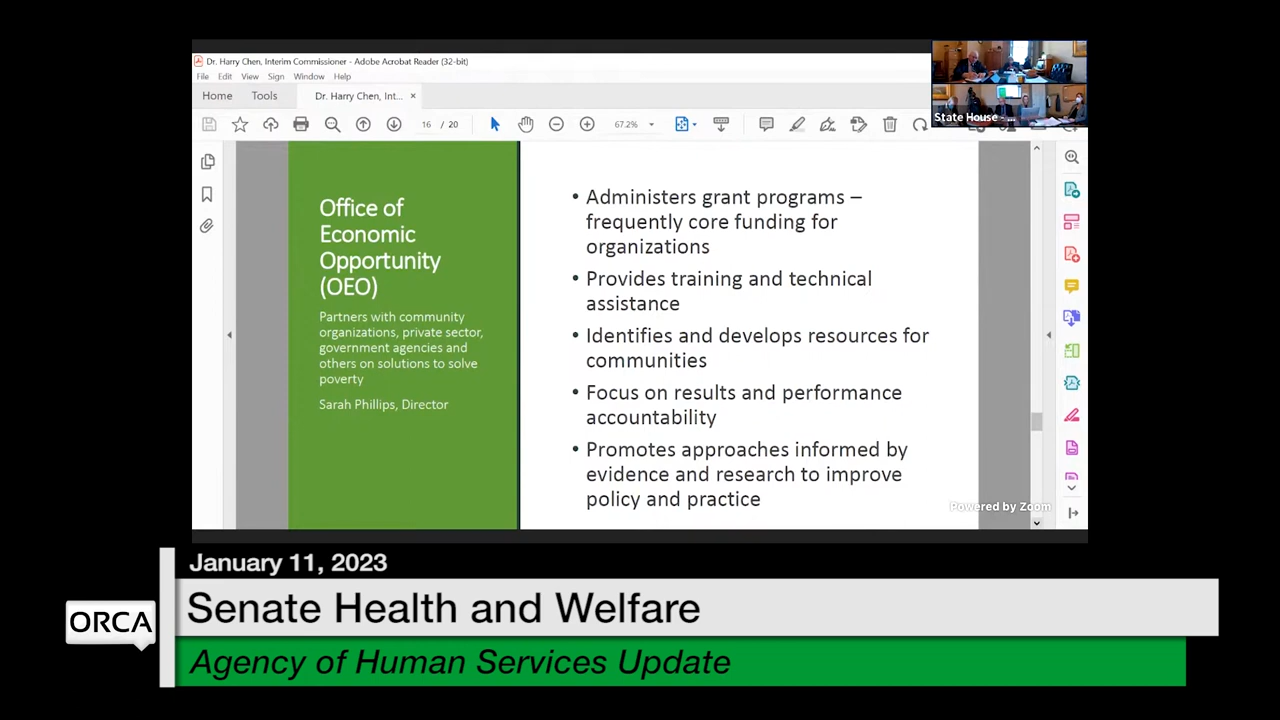 Dr. Harry Chen, Interim Commissioner - Adobe Acrobat Reader (32-bit)
File Edit View Sign Window Help
Home Tools Dr. Harry Chen, Int... ×
16 / 20 67.2%
State House - ...
Office of
Economic
Opportunity
(OEO)
Partners with community
organizations, private sector,
government agencies and
others on solutions to solve
poverty
Sarah Phillips, Director
• Administers grant programs –
frequently core funding for
organizations
• Provides training and technical
assistance
• Identifies and develops resources for
communities
• Focus on results and performance
accountability
• Promotes approaches informed by
evidence and research to improve
policy and practice
Powered by Zoom
January 11, 2023
ORCA
Senate Health and Welfare
Agency of Human Services Update